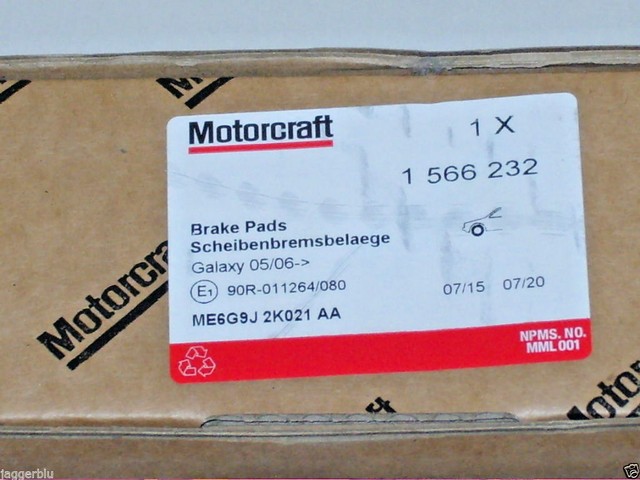 Motorcraft
1 X
1 566 232
Brake Pads
Scheibenbremsbelaege
Galaxy 05/06->
E1 90R-011264/080
07/15 07/20
ME6G9J 2K021 AA
NPMS. NO.
MML 001
Motorcra
otor
jaggerblu